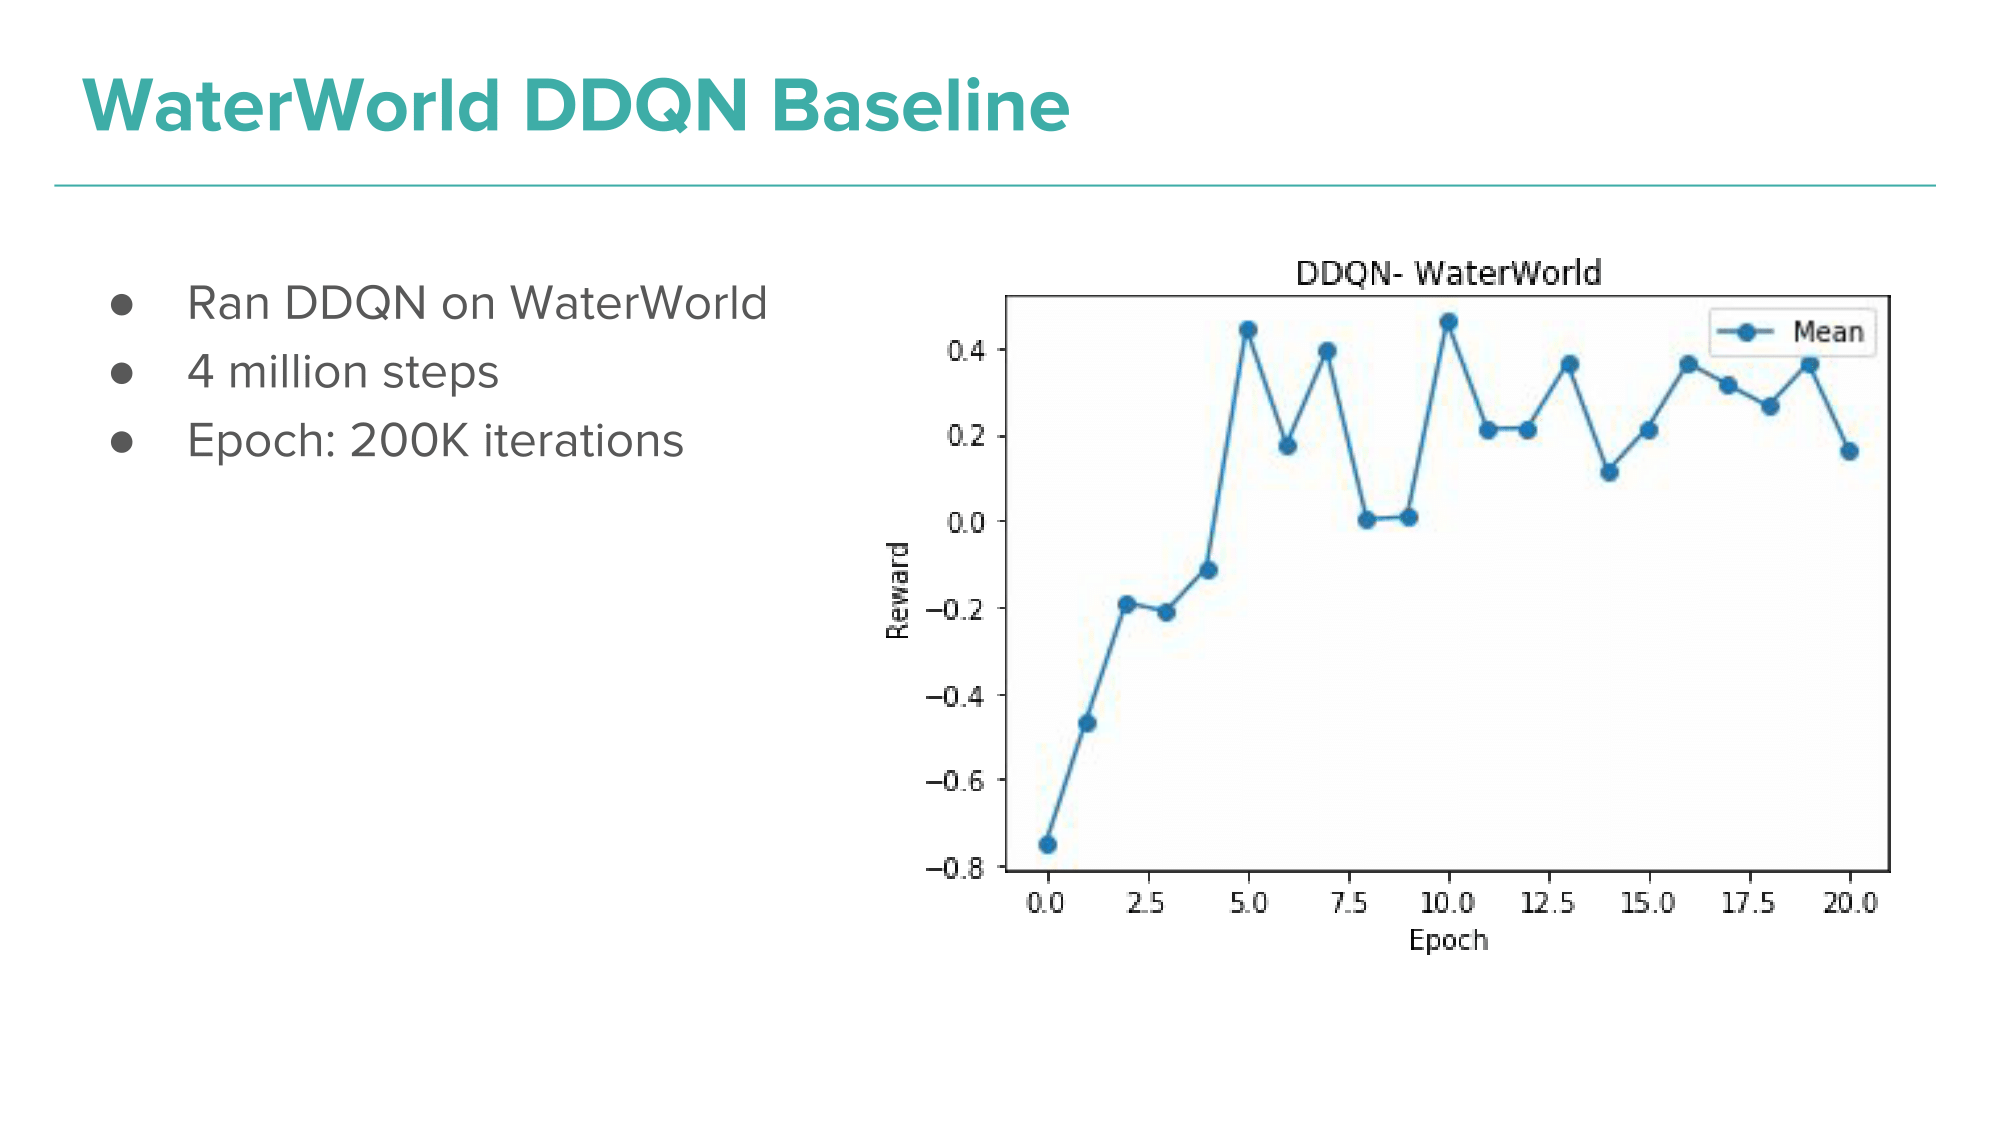 WaterWorld DDQN Baseline
● Ran DDQN on WaterWorld
● 4 million steps
● Epoch: 200K iterations
DDQN- WaterWorld
Mean
0.4
0.2
0.0
−0.2
−0.4
−0.6
−0.8
Reward
0.0 2.5 5.0 7.5 10.0 12.5 15.0 17.5 20.0
Epoch